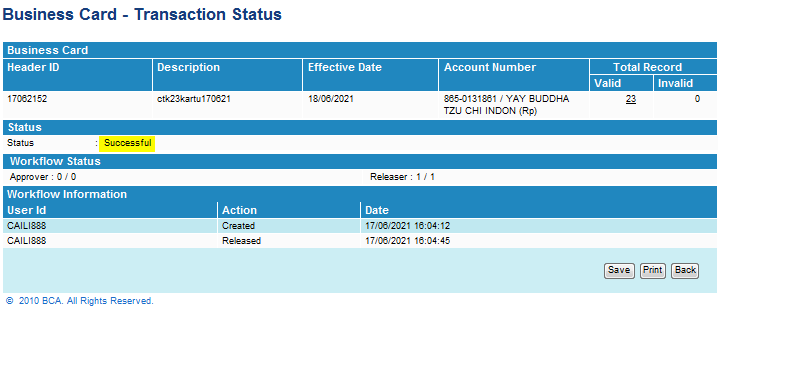 Business Card - Transaction Status
Business Card
Header ID Description Effective Date Account Number Total Record
Valid Invalid
17062152 ctk23kartu170621 18/06/2021 865-0131861 / YAY BUDDHA 23 0
TZU CHI INDON (Rp)
Status
Status : Successful
Workflow Status
Approver : 0 / 0 Releaser : 1 / 1
Workflow Information
User Id Action Date
CAILI888 Created 17/06/2021 16:04:12
CAILI888 Released 17/06/2021 16:04:45
Save Print Back
© 2010 BCA. All Rights Reserved.